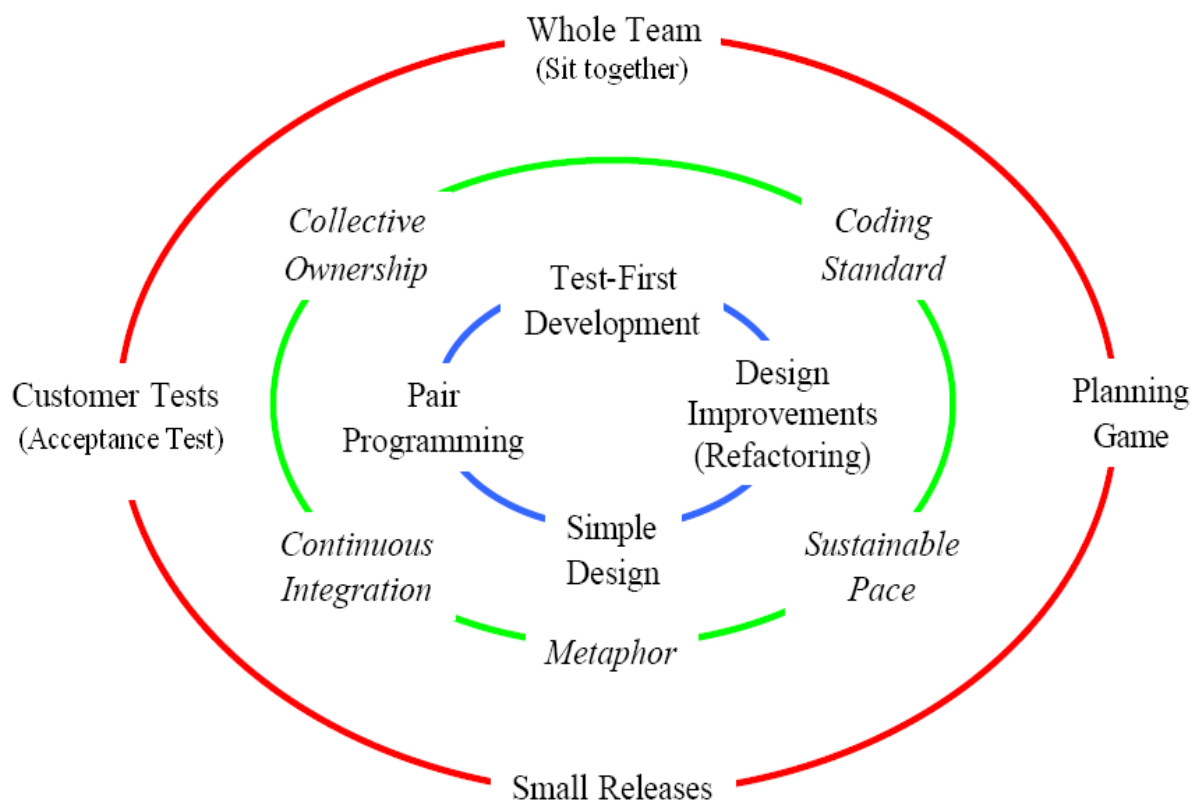 Whole Team
(Sit together)
Collective
Ownership
Coding
Standard
Test-First
Development
Customer Tests
(Acceptance Test)
Pair
Programming
Design
Improvements
(Refactoring)
Planning
Game
Continuous
Integration
Simple
Design
Sustainable
Pace
Metaphor
Small Releases